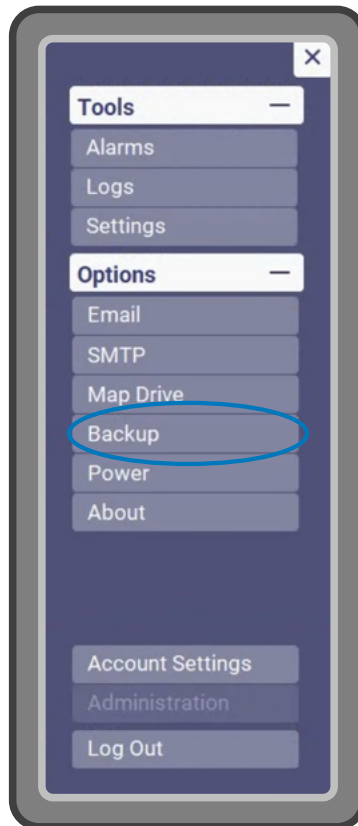 Tools
Alarms
Logs
Settings
Options
Email
SMTP
Map Drive
Backup
Power
About
Account Settings
Administration
Log Out